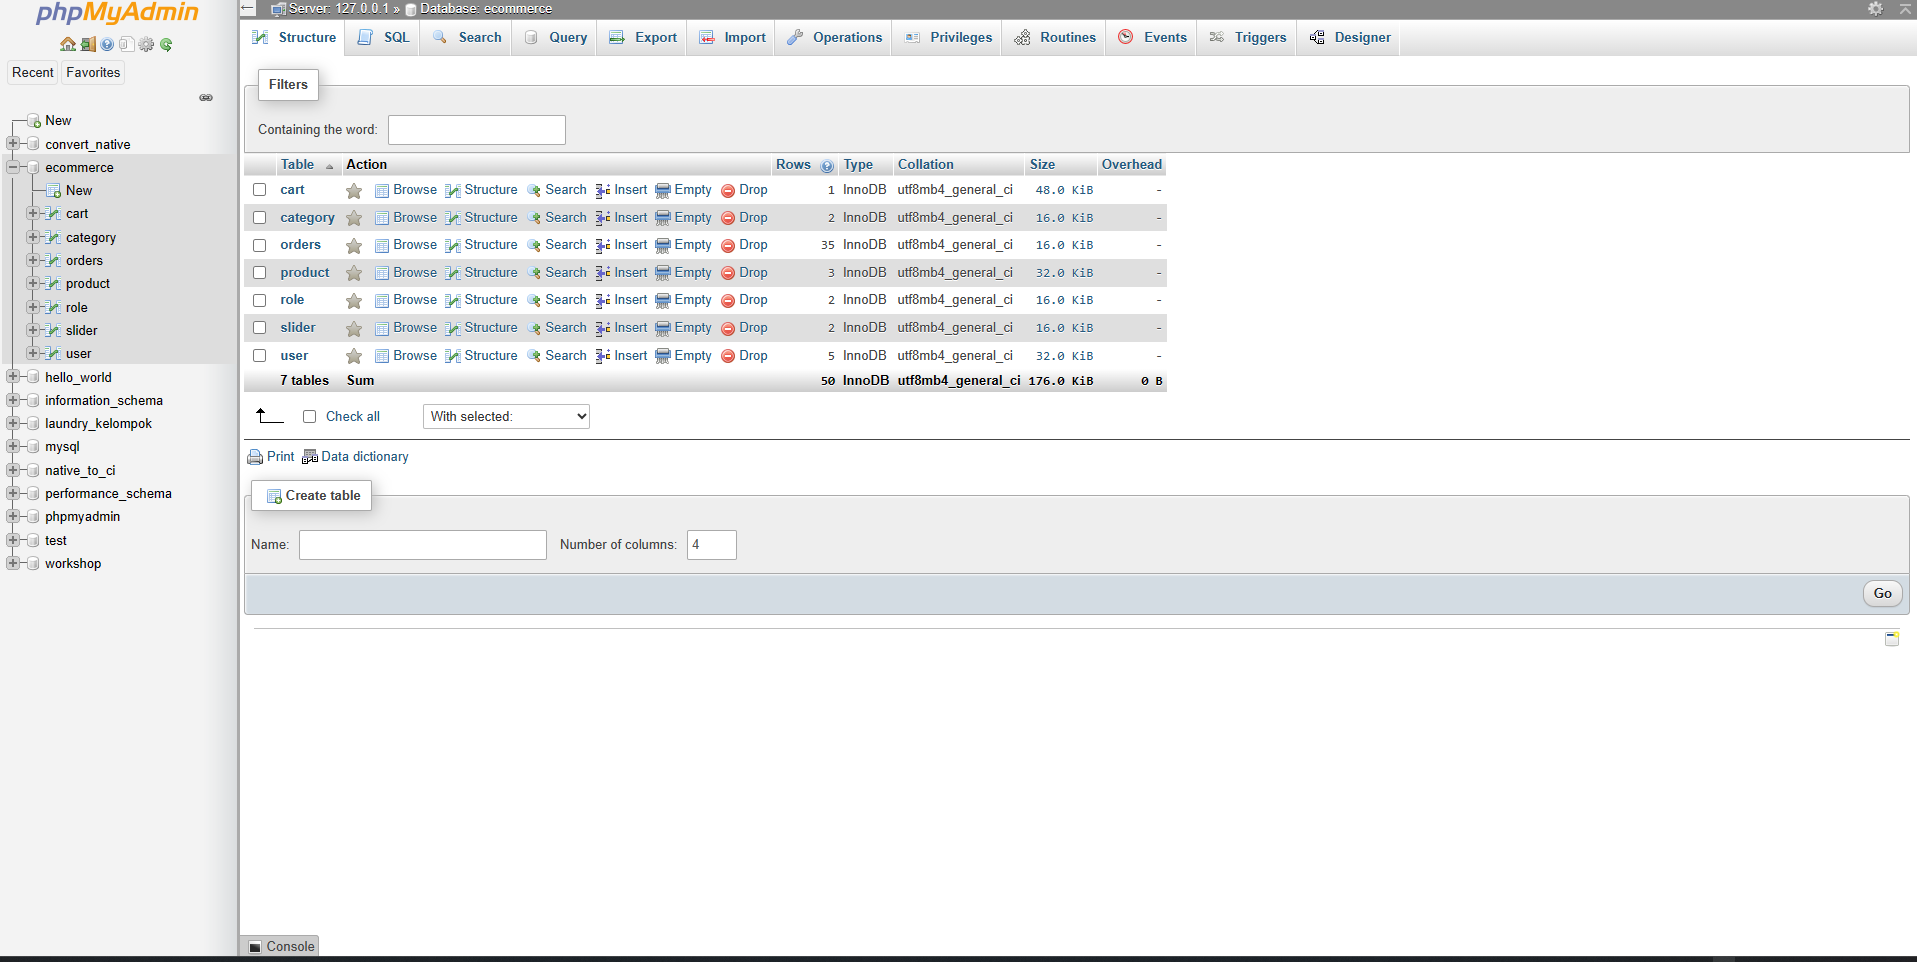 phpMyAdmin
Recent Favorites
New
convert_native
ecommerce
New
cart
category
orders
product
role
slider
user
hello_world
information_schema
laundry_kelompok
mysql
native_to_ci
performance_schema
phpmyadmin
test
workshop
Server: 127.0.0.1 » Database: ecommerce
Structure SQL Search Query Export Import Operations Privileges Routines Events Triggers Designer
Filters
Containing the word:
Table Action Rows Type Collation Size Overhead
cart Browse Structure Search Insert Empty Drop 1 InnoDB utf8mb4_general_ci 48.0 KiB -
category Browse Structure Search Insert Empty Drop 2 InnoDB utf8mb4_general_ci 16.0 KiB -
orders Browse Structure Search Insert Empty Drop 35 InnoDB utf8mb4_general_ci 16.0 KiB -
product Browse Structure Search Insert Empty Drop 3 InnoDB utf8mb4_general_ci 32.0 KiB -
role Browse Structure Search Insert Empty Drop 2 InnoDB utf8mb4_general_ci 16.0 KiB -
slider Browse Structure Search Insert Empty Drop 2 InnoDB utf8mb4_general_ci 16.0 KiB -
user Browse Structure Search Insert Empty Drop 5 InnoDB utf8mb4_general_ci 32.0 KiB -
7 tables Sum 50 InnoDB utf8mb4_general_ci 176.0 KiB 0 B
Check all With selected:
Print Data dictionary
Create table
Name: Number of columns: 4
Go
Console